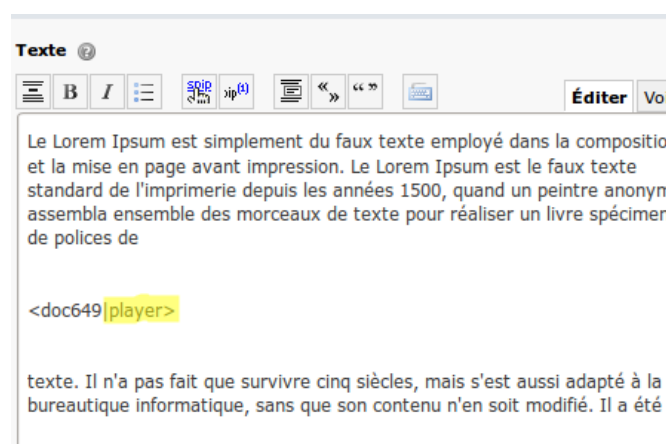 Texte
B I spip
Éditer Vo
Le Lorem Ipsum est simplement du faux texte employé dans la compositio
et la mise en page avant impression. Le Lorem Ipsum est le faux texte
standard de l'imprimerie depuis les années 1500, quand un peintre anonym
assembla ensemble des morceaux de texte pour réaliser un livre spécimen
de polices de
<doc649|player>
texte. Il n'a pas fait que survivre cinq siècles, mais s'est aussi adapté à la
bureautique informatique, sans que son contenu n'en soit modifié. Il a été